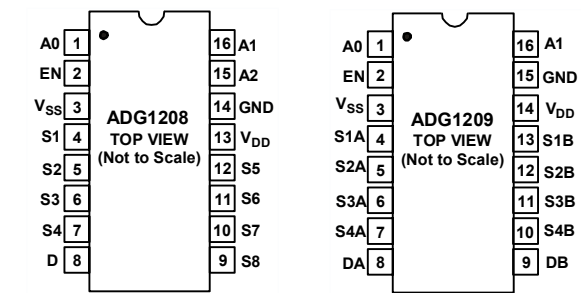 A0 1 16 A1
EN 2 15 A2
VSS 3 14 GND
S1 4 13 VDD
S2 5 12 S5
S3 6 11 S6
S4 7 10 S7
D 8 9 S8
ADG1208
TOP VIEW
(Not to Scale)
A0 1 16 A1
EN 2 15 GND
VSS 3 14 VDD
S1A 4 13 S1B
S2A 5 12 S2B
S3A 6 11 S3B
S4A 7 10 S4B
DA 8 9 DB
ADG1209
TOP VIEW
(Not to Scale)